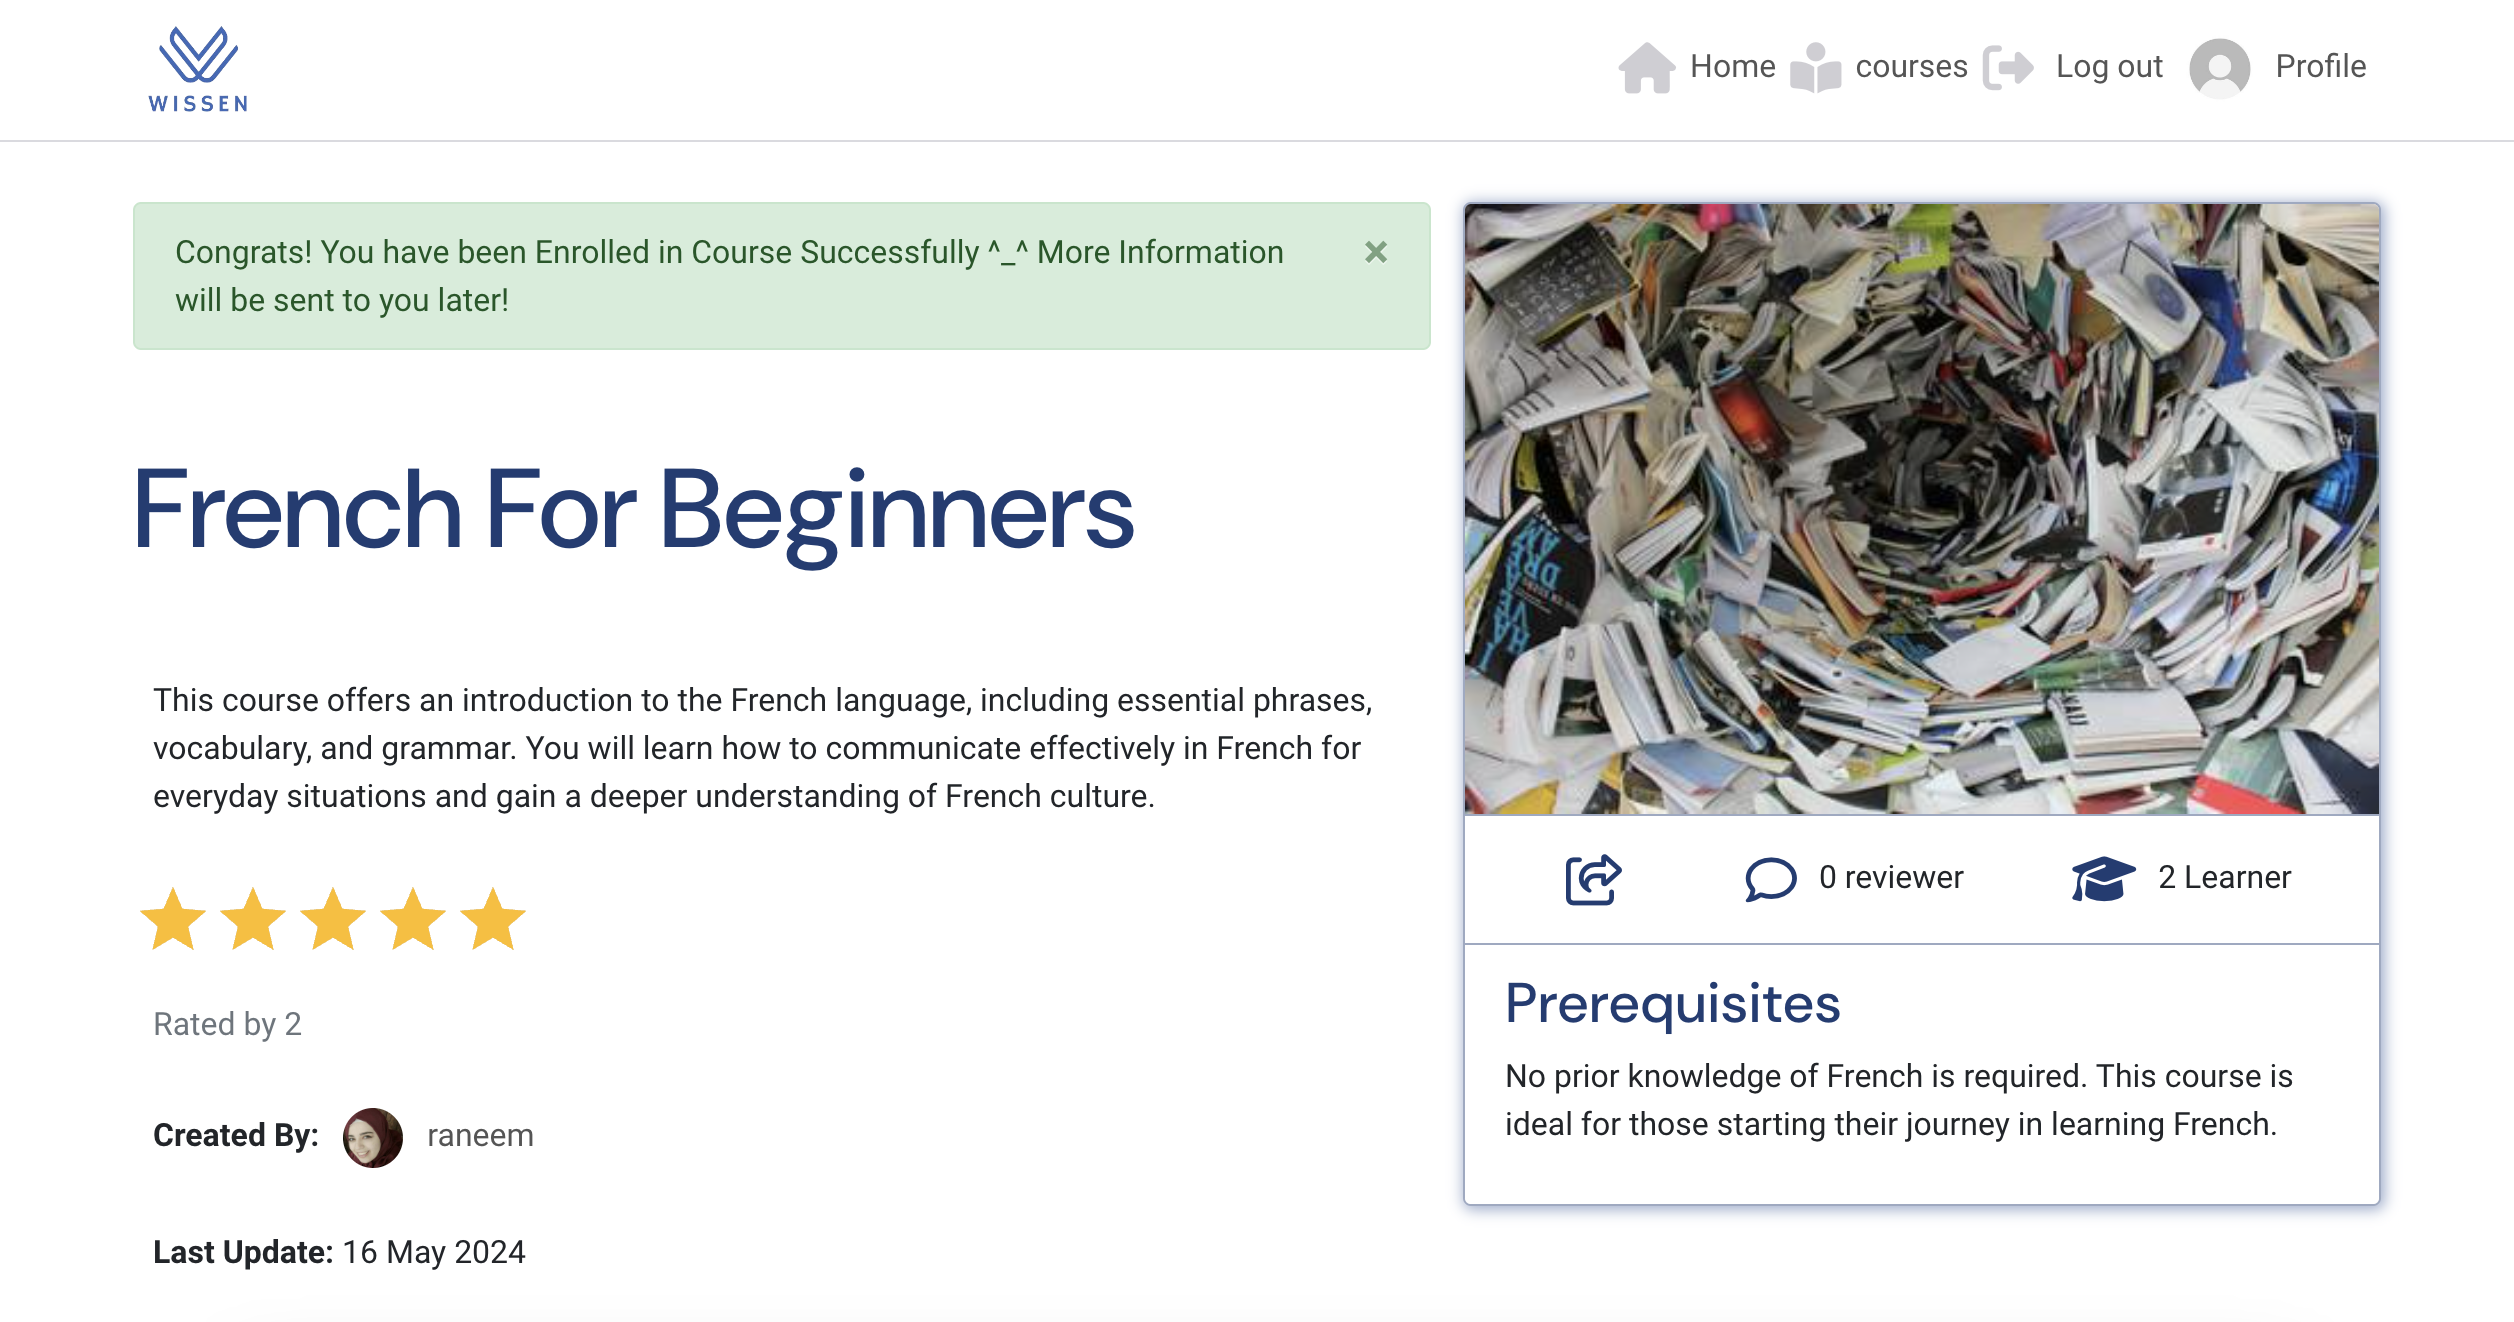 WISSEN
Home courses Log out Profile
Congrats! You have been Enrolled in Course Successfully ^_^ More Information
will be sent to you later!
×
French For Beginners
This course offers an introduction to the French language, including essential phrases,
vocabulary, and grammar. You will learn how to communicate effectively in French for
everyday situations and gain a deeper understanding of French culture.
Rated by 2
Created By: raneem
Last Update: 16 May 2024
I
HAVE
A
DREAM
0 reviewer
2 Learner
Prerequisites
No prior knowledge of French is required. This course is
ideal for those starting their journey in learning French.